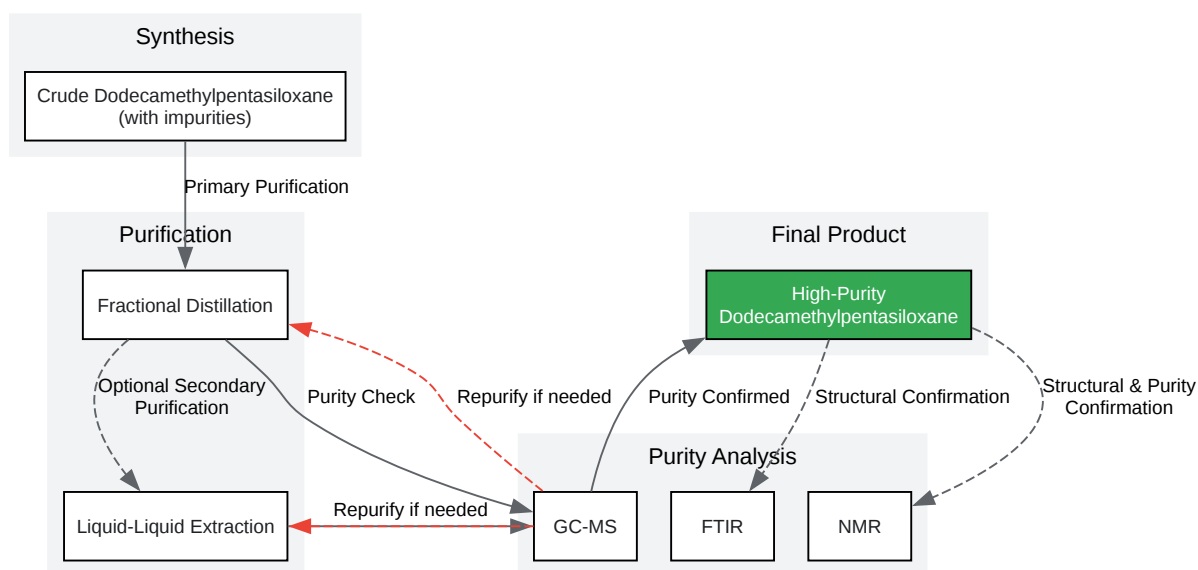 Synthesis
Crude Dodecamethylpentasiloxane
(with impurities)
Primary Purification
Purification
Final Product
Fractional Distillation
High-Purity
Dodecamethylpentasiloxane
Optional Secondary
Purification
Purity Check
Repurify if needed
Purity Confirmed
Structural Confirmation
Structural & Purity
Confirmation
Purity Analysis
Liquid-Liquid Extraction
Repurify if needed
GC-MS
FTIR
NMR